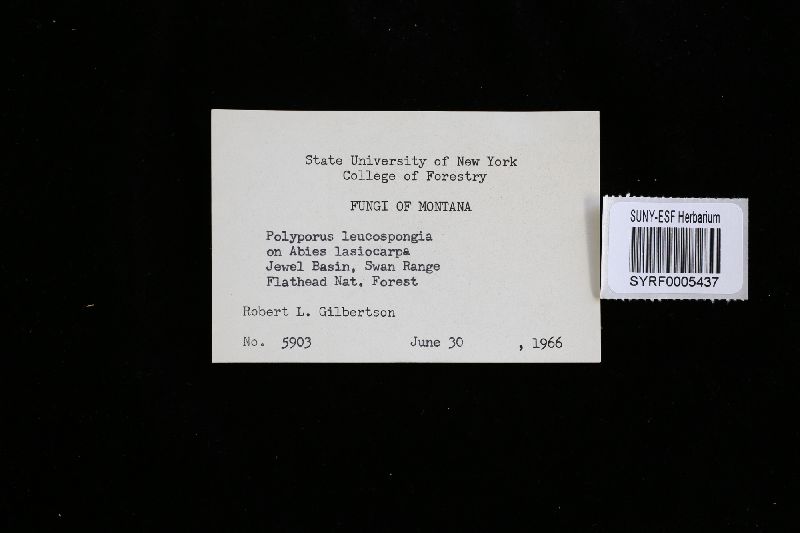 State University of New York
College of Forestry
FUNGI OF MONTANA
Polyporus leucospongia
on Abies lasiocarpa
Jewel Basin, Swan Range
Flathead Nat. Forest
Robert L. Gilbertson
No. 5903 June 30 , 1966
SUNY-ESF Herbarium
SYRF0005437